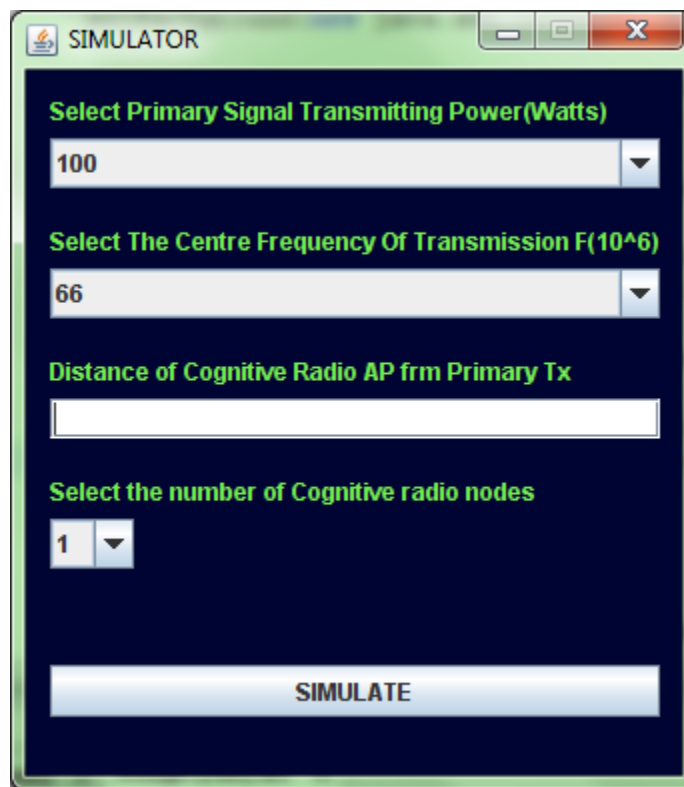 SIMULATOR
Select Primary Signal Transmitting Power(Watts)
100
Select The Centre Frequency Of Transmission F(10^6)
66
Distance of Cognitive Radio AP frm Primary Tx
Select the number of Cognitive radio nodes
1
SIMULATE